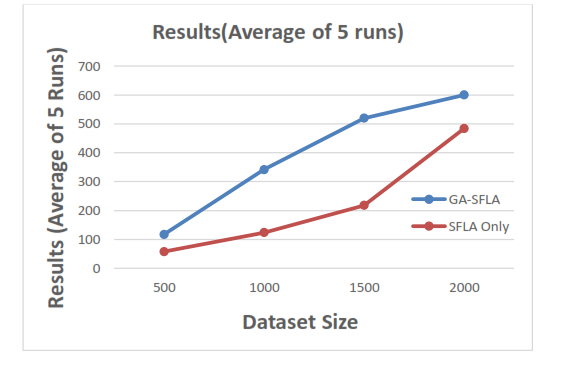 Results(Average of 5 runs)
Results (Average of 5 Runs)
700
600
500
400
300
200
100
0
GA-SFLA
SFLA Only
500 1000 1500 2000
Dataset Size